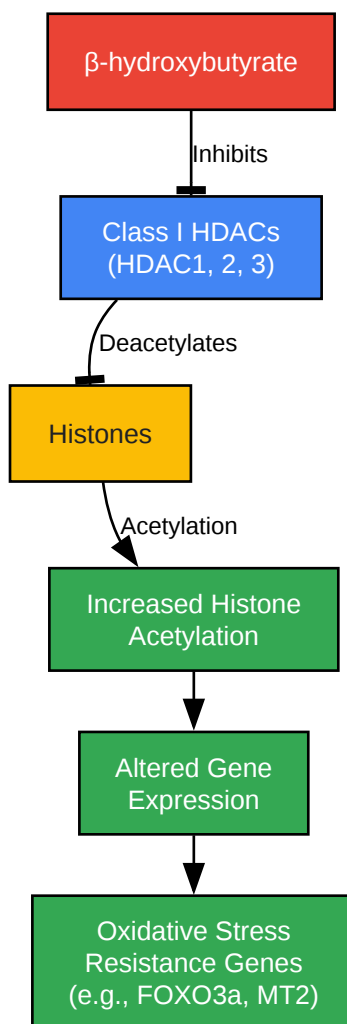 β-hydroxybutyrate
Inhibits
Class I HDACs
(HDAC1, 2, 3)
Deacetylates
Histones
Acetylation
Increased Histone
Acetylation
Altered Gene
Expression
Oxidative Stress
Resistance Genes
(e.g., FOXO3a, MT2)